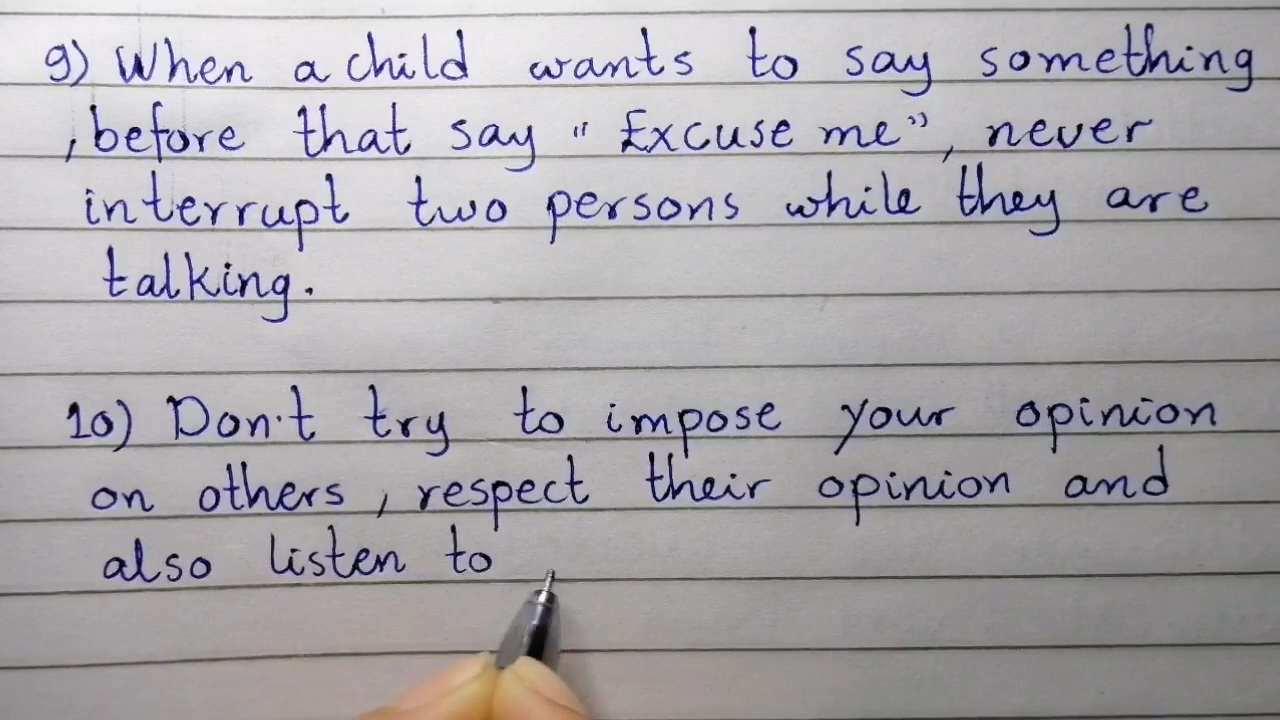 9) When a child wants to say something
, before that say "Excuse me", never
interrupt two persons while they are
talking.
10) Don't try to impose your opinion
on others, respect their opinion and
also listen to